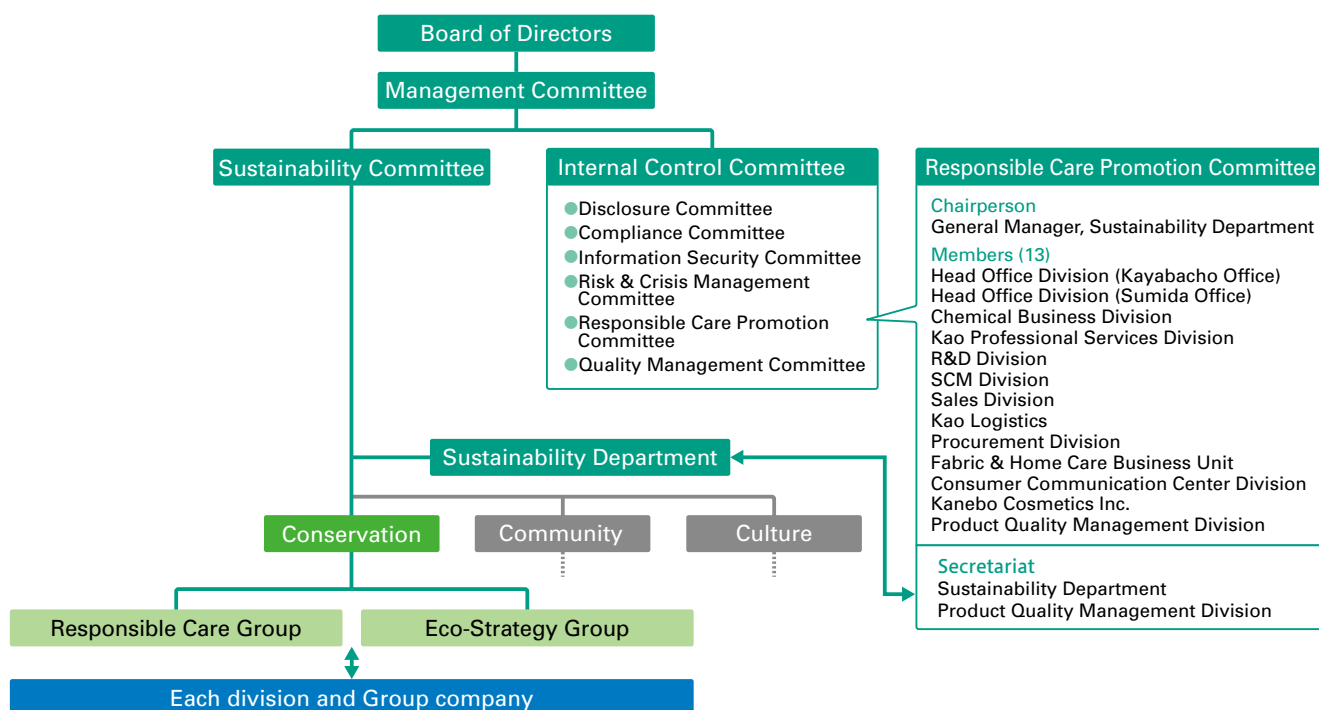 Board of Directors
Management Committee
Sustainability Committee
Internal Control Committee
Disclosure Committee
Compliance Committee
Information Security Committee
Risk & Crisis Management
Committee
Responsible Care Promotion
Committee
Quality Management Committee
Responsible Care Promotion Committee
Chairperson
General Manager, Sustainability Department
Members (13)
Head Office Division (Kayabacho Office)
Head Office Division (Sumida Office)
Chemical Business Division
Kao Professional Services Division
R&D Division
SCM Division
Sales Division
Kao Logistics
Procurement Division
Fabric & Home Care Business Unit
Consumer Communication Center Division
Kanebo Cosmetics Inc.
Product Quality Management Division
Secretariat
Sustainability Department
Product Quality Management Division
Sustainability Department
Conservation
Community
Culture
Responsible Care Group
Eco-Strategy Group
Each division and Group company